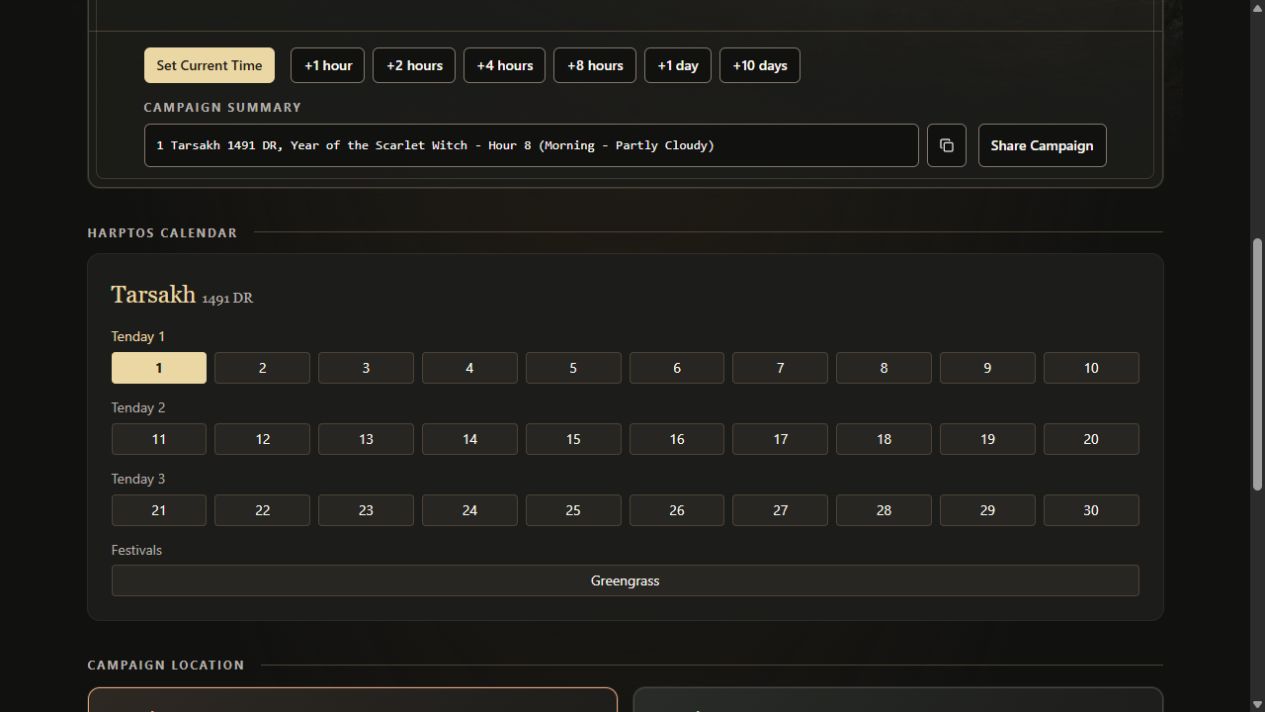 Set Current Time +1 hour +2 hours +4 hours +8 hours +1 day +10 days
CAMPAIGN SUMMARY
1 Tarsakh 1491 DR, Year of the Scarlet Witch - Hour 8 (Morning - Partly Cloudy) Share Campaign
HARPTOS CALENDAR
Tarsakh 1491 DR
Tenday 1
1 2 3 4 5 6 7 8 9 10
Tenday 2
11 12 13 14 15 16 17 18 19 20
Tenday 3
21 22 23 24 25 26 27 28 29 30
Festivals
Greengrass
CAMPAIGN LOCATION